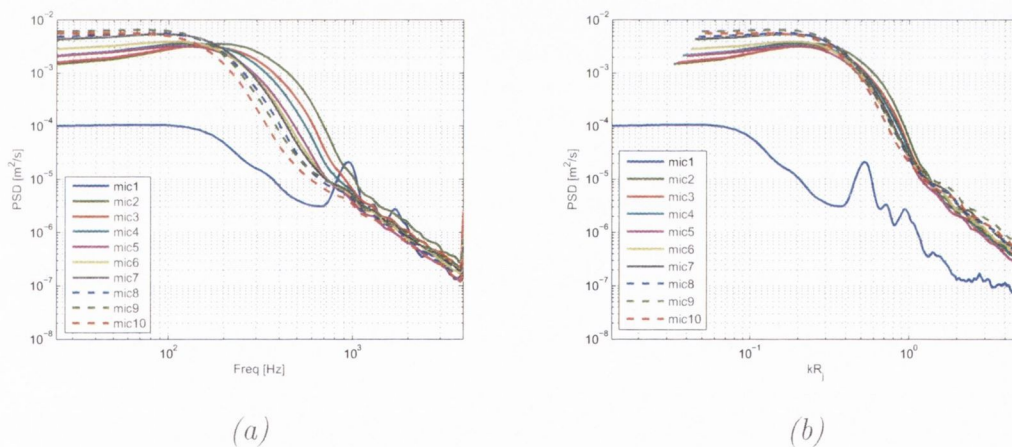 10⁻²
10⁻³
10⁻⁴
10⁻⁵
10⁻⁶
10⁻⁷
10⁻⁸
PSD [m²/s]
mic1
mic2
mic3
mic4
mic5
mic6
mic7
mic8
mic9
mic10
10²
10³
Freq [Hz]
(a)
10⁻²
10⁻³
10⁻⁴
10⁻⁵
10⁻⁶
10⁻⁷
10⁻⁸
PSD [m²/s]
mic1
mic2
mic3
mic4
mic5
mic6
mic7
mic8
mic9
mic10
10⁻¹
10⁰
kRⱼ
(b)